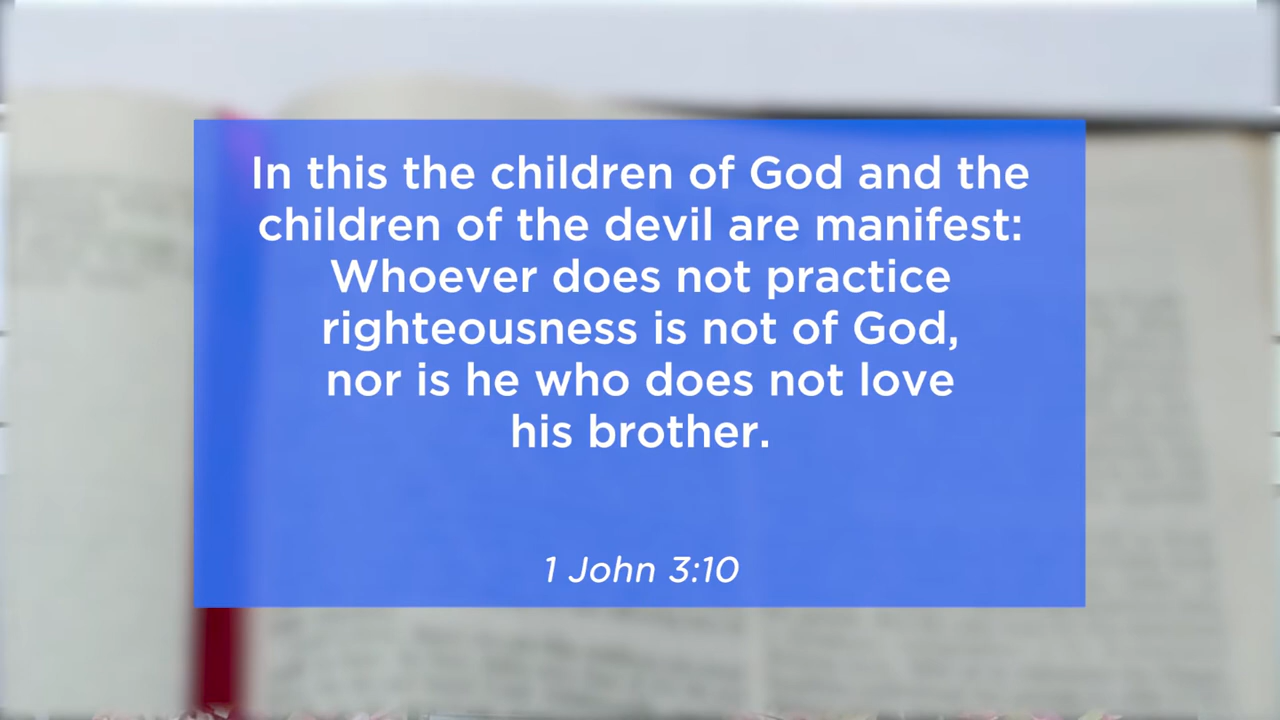 In this the children of God and the
children of the devil are manifest:
Whoever does not practice
righteousness is not of God,
nor is he who does not love
his brother.
1 John 3:10